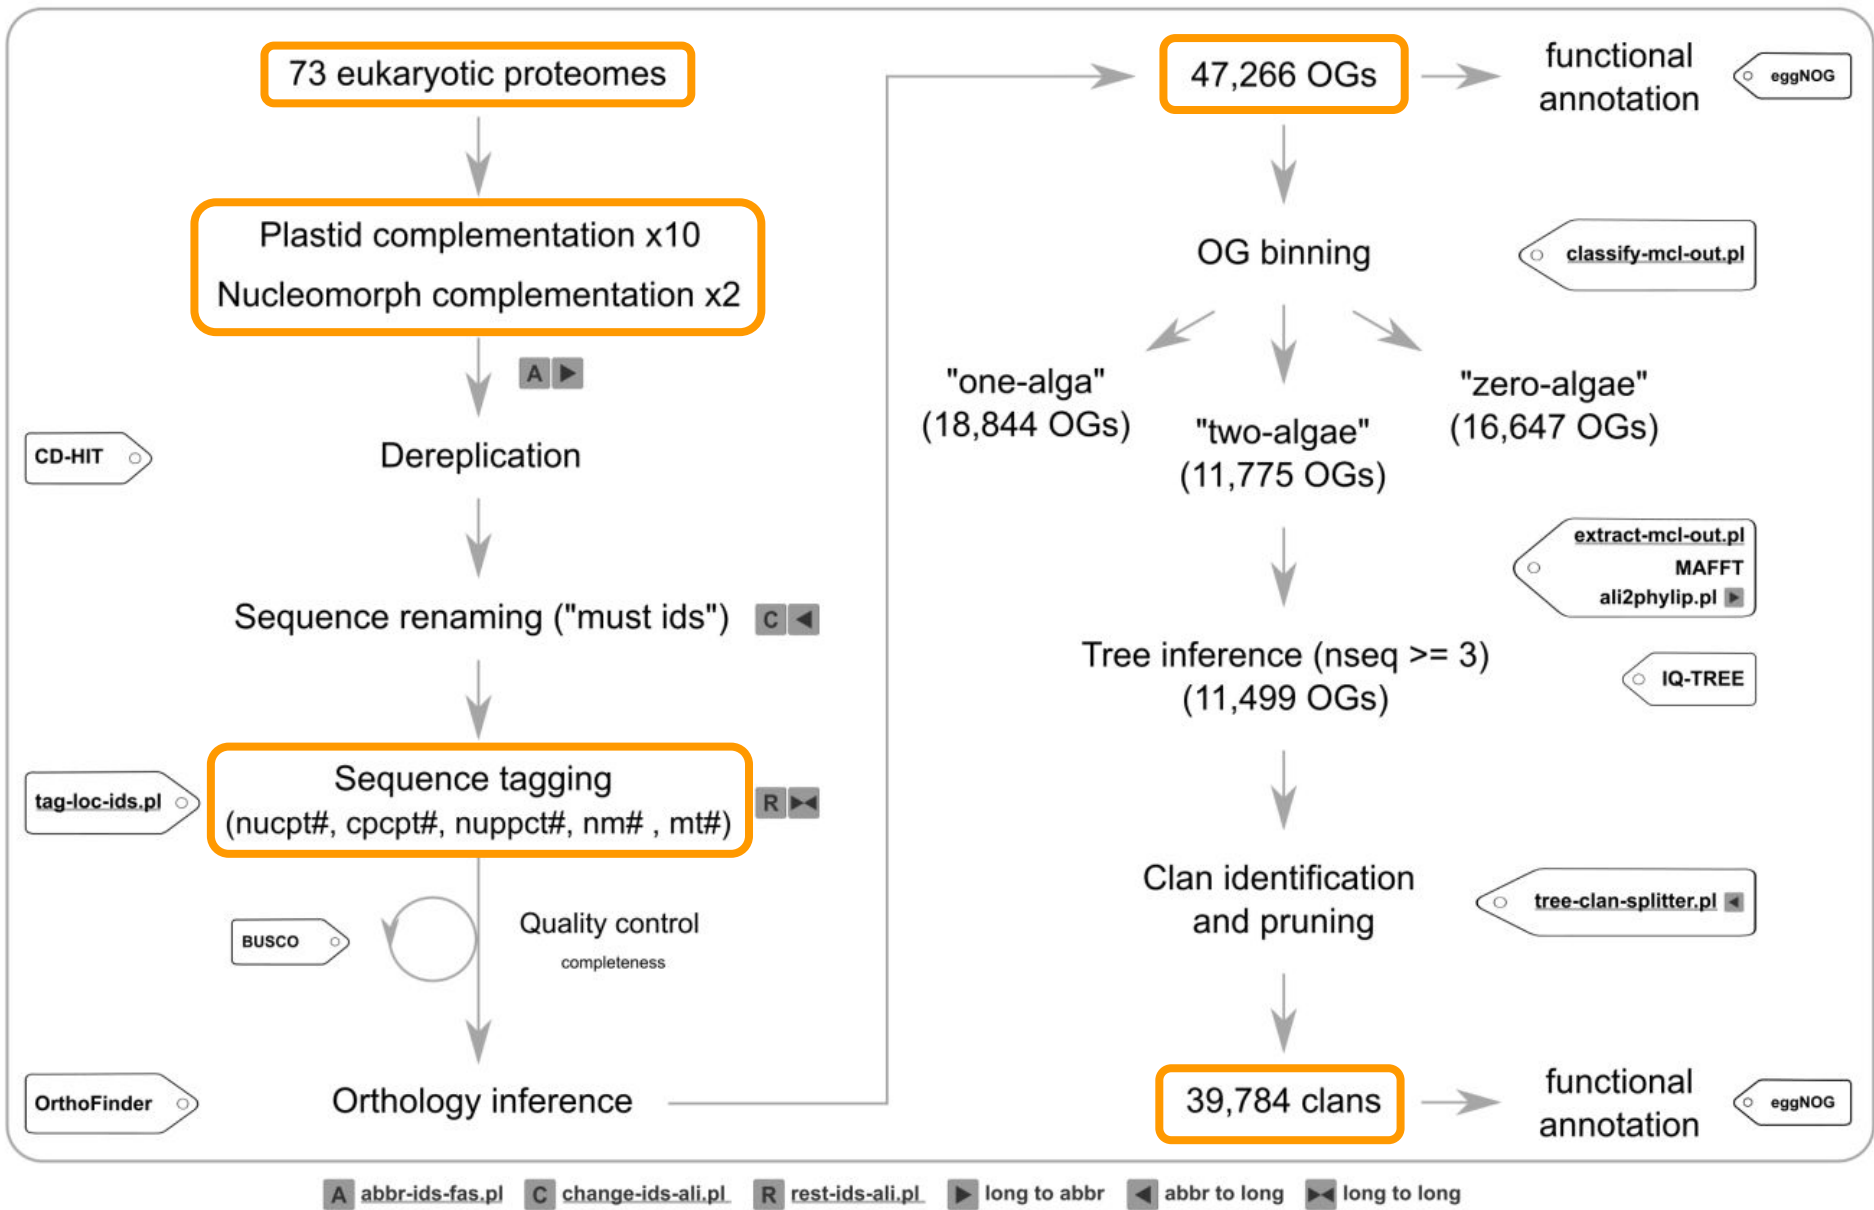 73 eukaryotic proteomes
Plastid complementation x10
Nucleomorph complementation x2
A
CD-HIT
Dereplication
Sequence renaming ("must ids")
C
tag-loc-ids.pl
Sequence tagging
(nucpt#, cpcpt#, nuppct#, nm# , mt#)
R
BUSCO
Quality control
completeness
OrthoFinder
Orthology inference
47,266 OGs
functional
annotation
eggNOG
OG binning
classify-mcl-out.pl
"one-alga"
(18,844 OGs)
"two-algae"
(11,775 OGs)
"zero-algae"
(16,647 OGs)
extract-mcl-out.pl
MAFFT
ali2phylip.pl
Tree inference (nseq >= 3)
(11,499 OGs)
IQ-TREE
Clan identification
and pruning
tree-clan-splitter.pl
39,784 clans
functional
annotation
eggNOG
A abbr-ids-fas.pl C change-ids-ali.pl R rest-ids-ali.pl long to abbr abbr to long long to long